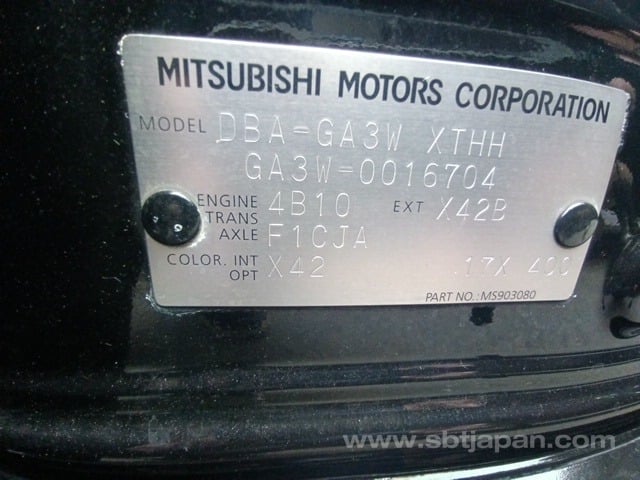 MITSUBISHI MOTORS CORPORATION
MODEL DBA-GA3W XTHH
GA3W-0016704
ENGINE 4B10 EXT X42B
TRANS AXLE F1CJA
COLOR. INT OPT X42 17X 400
PART NO.: MS903080
www.sbtjapan.com